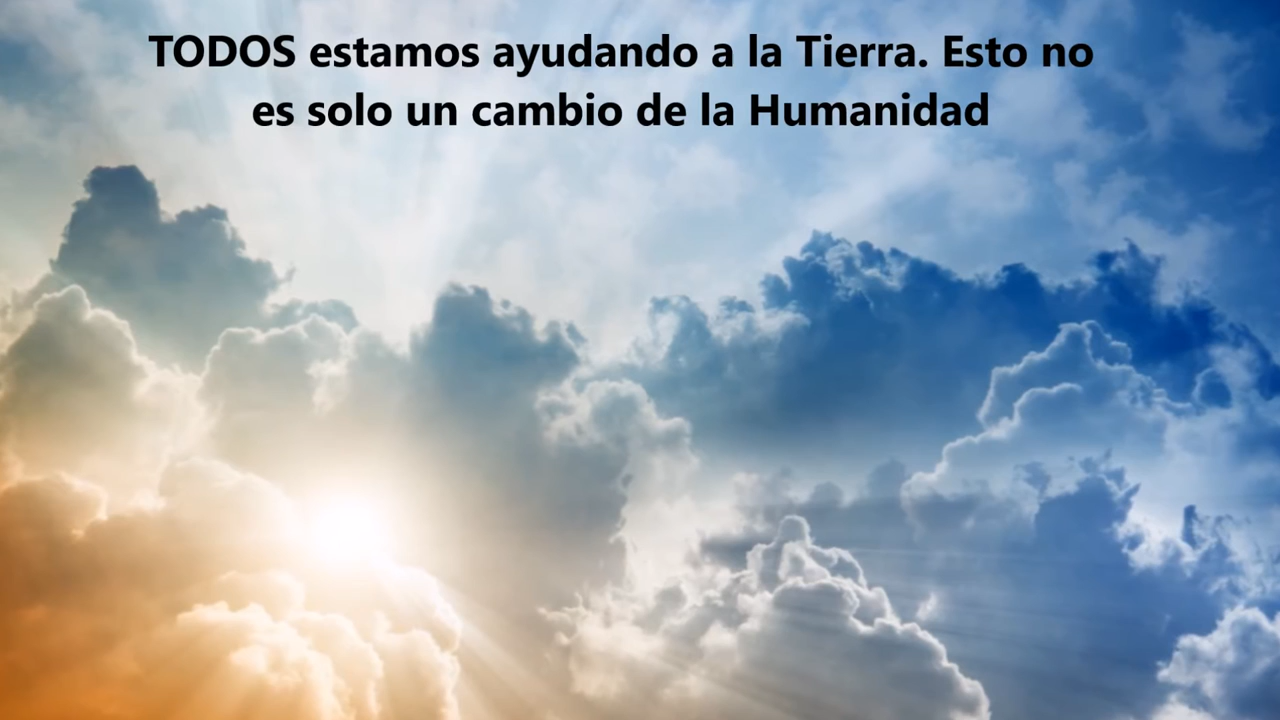 TODOS estamos ayudando a la Tierra. Esto no
es solo un cambio de la Humanidad